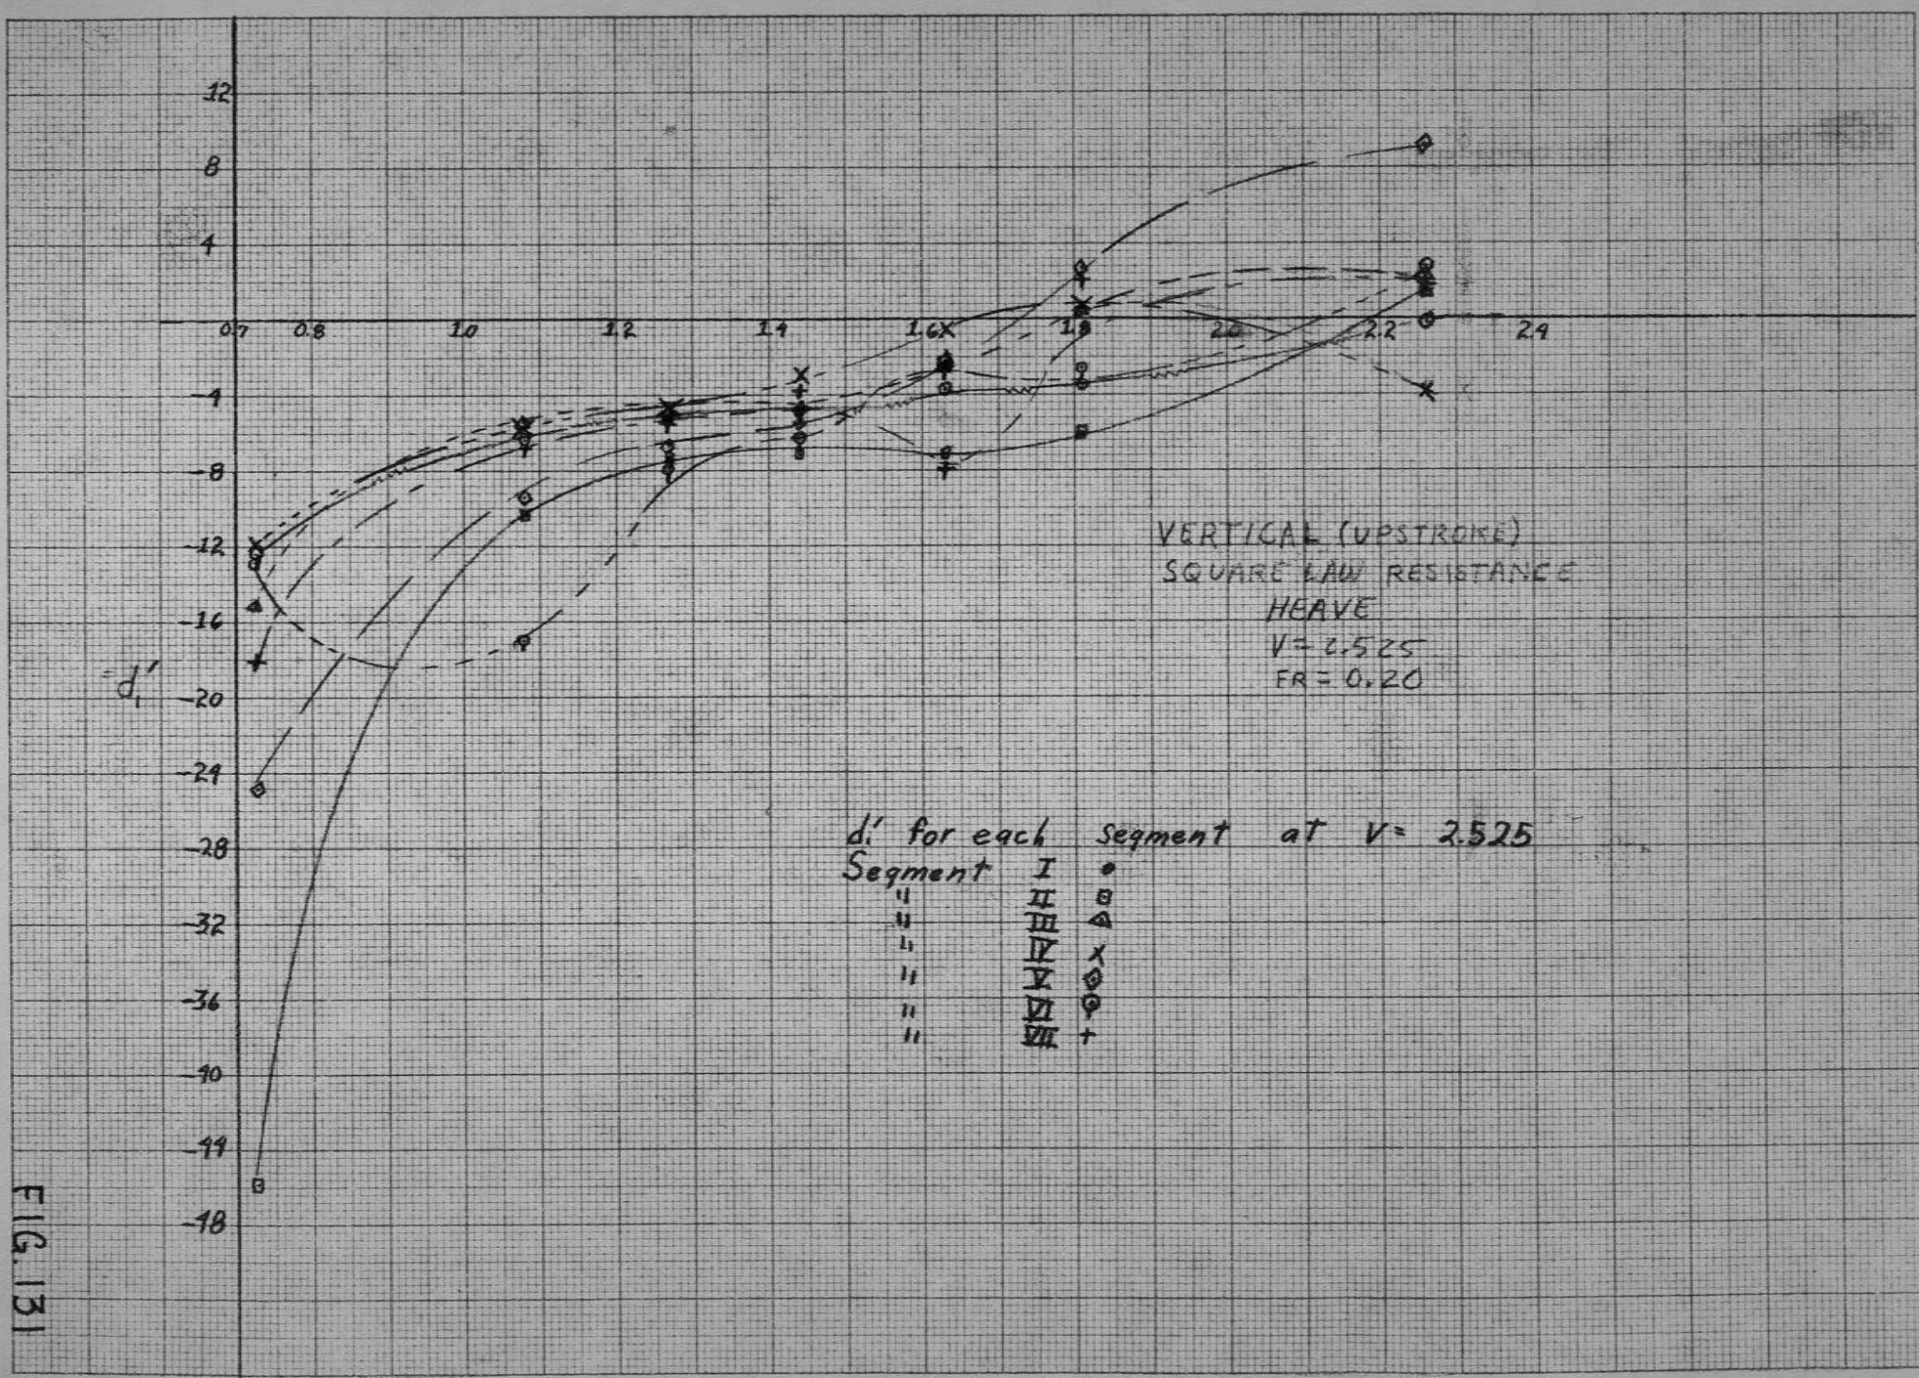 12
8
4
0.7 0.8 1.0 1.2 1.4 1.6 1.8 2.0 2.2 2.4
-4
-8
-12
-16
d₁′ -20
-24
-28
-32
-36
-40
-44
-48
VERTICAL (UPSTROKE)
SQUARE LAW RESISTANCE
HEAVE
V = 2.525
FR = 0.20
d₁′ for each segment at V = 2.525
Segment I
" II
" III
" IV
" V
" VI
" VII
FIG. 131